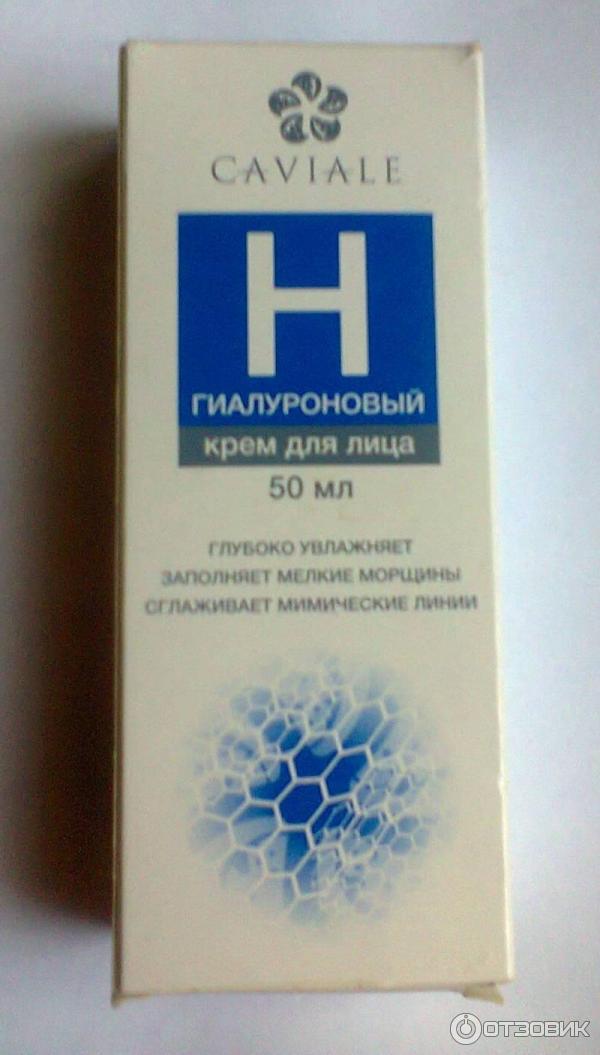 CAVIALE
H
ГИАЛУРОНОВЫЙ
крем для лица
50 мл
ГЛУБОКО УВЛАЖНЯЕТ
ЗАПОЛНЯЕТ МЕЛКИЕ МОРЩИНЫ
СГЛАЖИВАЕТ МИМИЧЕСКИЕ ЛИНИИ
ОТЗОВИК